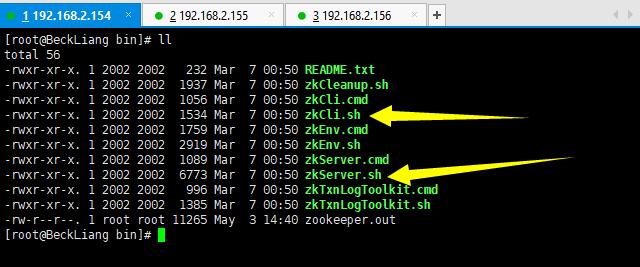 1 192.168.2.154 × 2 192.168.2.155 × 3 192.168.2.156 × +
[root@BeckLiang bin]# ll
total 56
-rwxr-xr-x. 1 2002 2002   232 Mar  7 00:50 README.txt
-rwxr-xr-x. 1 2002 2002  1937 Mar  7 00:50 zkCleanup.sh
-rwxr-xr-x. 1 2002 2002  1056 Mar  7 00:50 zkCli.cmd
-rwxr-xr-x. 1 2002 2002  1534 Mar  7 00:50 zkCli.sh
-rwxr-xr-x. 1 2002 2002  1759 Mar  7 00:50 zkEnv.cmd
-rwxr-xr-x. 1 2002 2002  2919 Mar  7 00:50 zkEnv.sh
-rwxr-xr-x. 1 2002 2002  1089 Mar  7 00:50 zkServer.cmd
-rwxr-xr-x. 1 2002 2002  6773 Mar  7 00:50 zkServer.sh
-rwxr-xr-x. 1 2002 2002   996 Mar  7 00:50 zkTxnLogToolkit.cmd
-rwxr-xr-x. 1 2002 2002  1385 Mar  7 00:50 zkTxnLogToolkit.sh
-rw-r--r--. 1 root root 11265 May  3 14:40 zookeeper.out
[root@BeckLiang bin]#